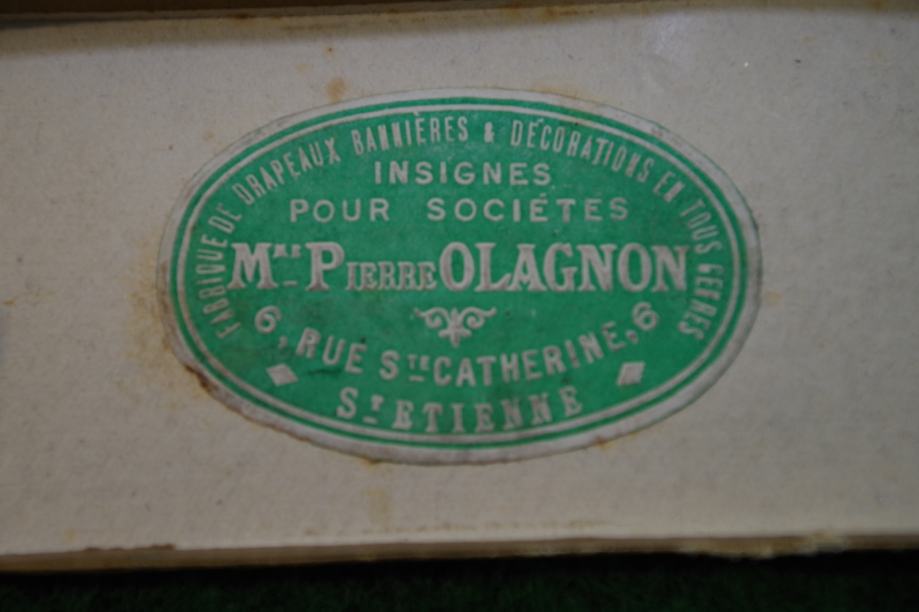 FABRIQUE DE DRAPEAUX BANNIÈRES & DÉCORATIONS EN TOUS GENRES
INSIGNES
POUR SOCIÉTÉS
MON PIERRE OLAGNON
6, RUE STE CATHERINE, 6
ST ETIENNE